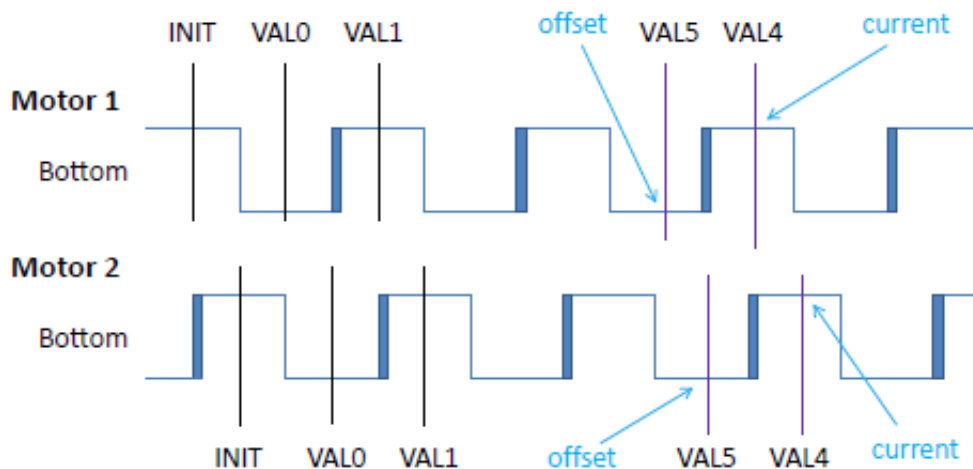 INIT VAL0 VAL1 offset VAL5 VAL4 current
Motor 1
Bottom
Motor 2
Bottom
INIT VAL0 VAL1 offset VAL5 VAL4 current